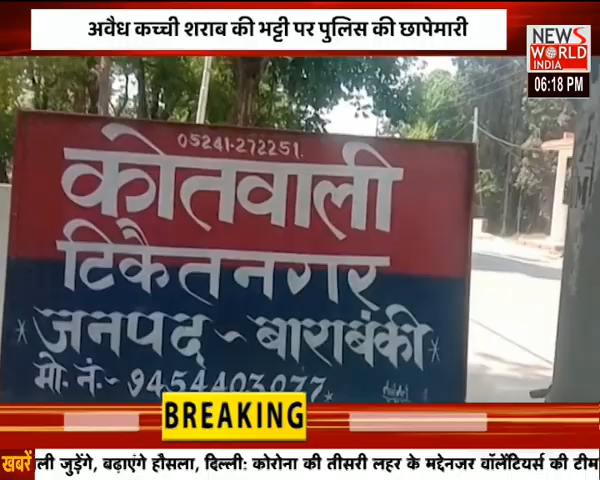 अवैध कच्ची शराब की भट्टी पर पुलिस की छापेमारी
NEWS
WORLD
INDIA
06:18 PM
05241-272251.
कोतवाली
टिकैतनगर
* जनपद ~ बाराबंकी *
मो. नं.- 9454403077.
BREAKING
खबरें ली जुड़ेंगे, बढ़ाएंगे हौसला, दिल्ली: कोरोना की तीसरी लहर के मद्देनजर वॉलेंटियर्स की टीम